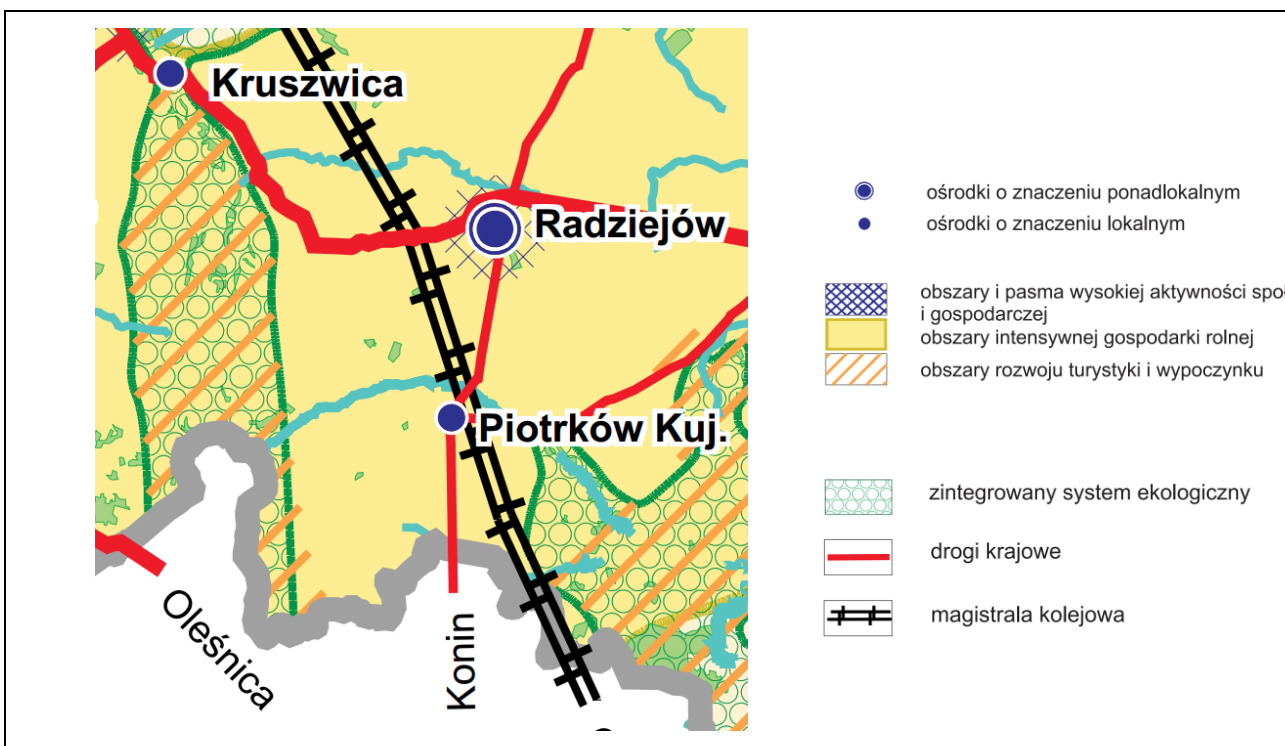 Kruszwica
Radziejów
Piotrków Kuj.
Oleśnica
Konin
ośrodki o znaczeniu ponadlokalnym
ośrodki o znaczeniu lokalnym
obszary i pasma wysokiej aktywności
i gospodarczej
obszary intensywnej gospodarki rolnej
obszary rozwoju turystyki i wypoczynku
zintegrowany system ekologiczny
drogi krajowe
magistrala kolejowa